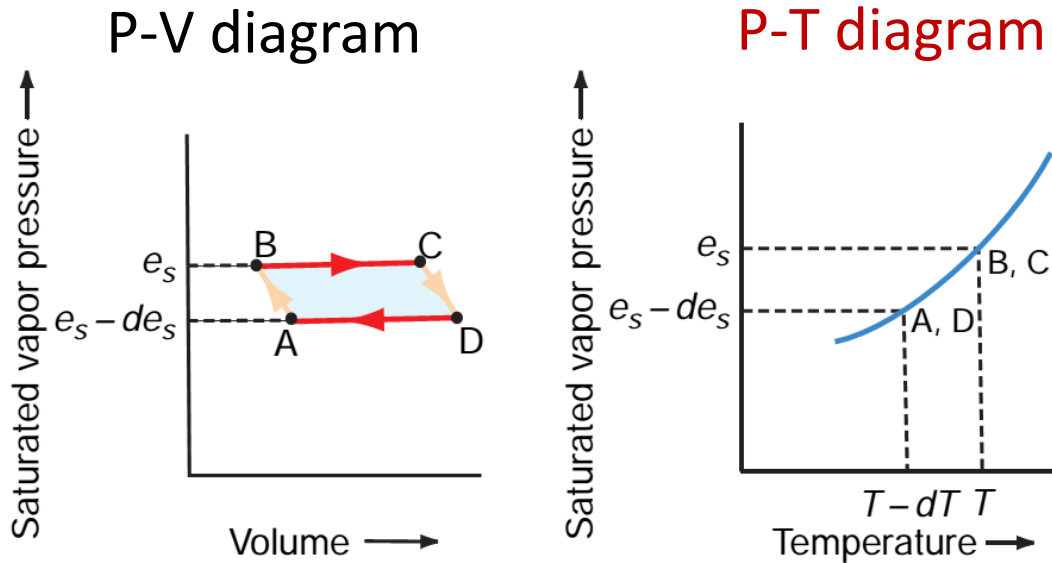 P-V diagram
Saturated vapor pressure
e_s
e_s – de_s
B
C
A
D
Volume
P-T diagram
Saturated vapor pressure
e_s
e_s – de_s
B, C
A, D
T – dT
T
Temperature